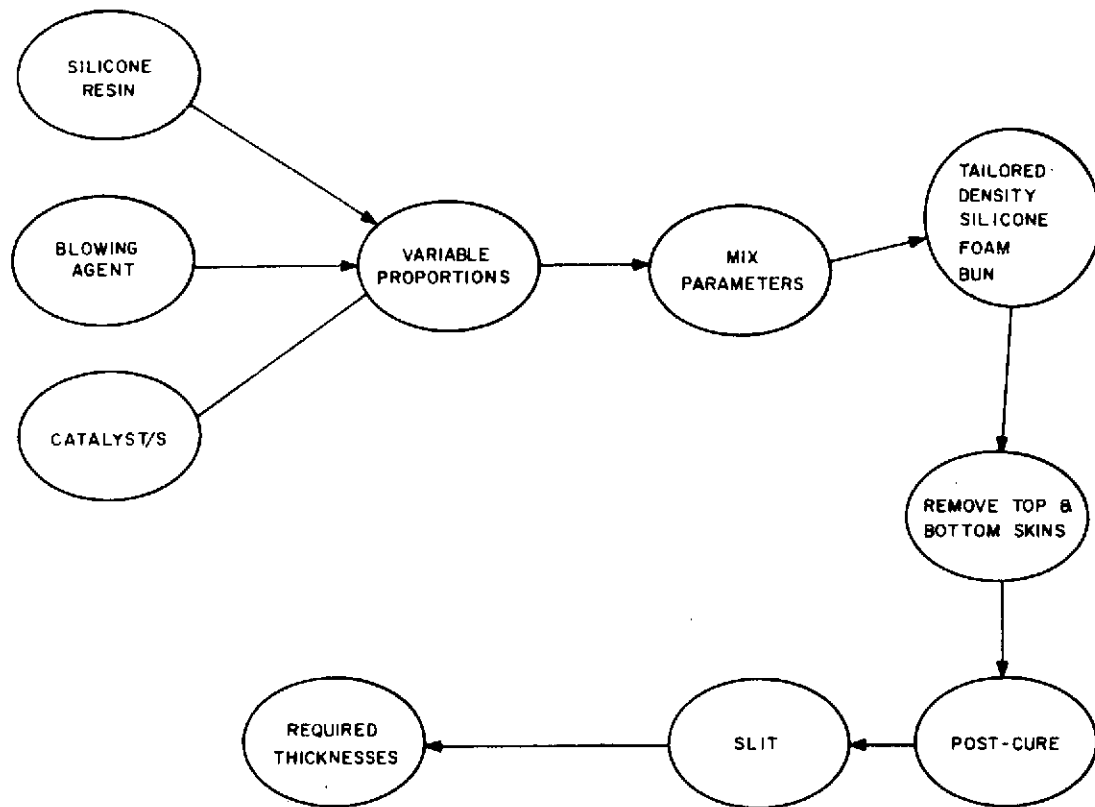 SILICONE
RESIN
BLOWING
AGENT
CATALYST/S
VARIABLE
PROPORTIONS
MIX
PARAMETERS
TAILORED-
DENSITY
SILICONE
FOAM
BUN
REMOVE TOP &
BOTTOM SKINS
POST-CURE
SLIT
REQUIRED
THICKNESSES